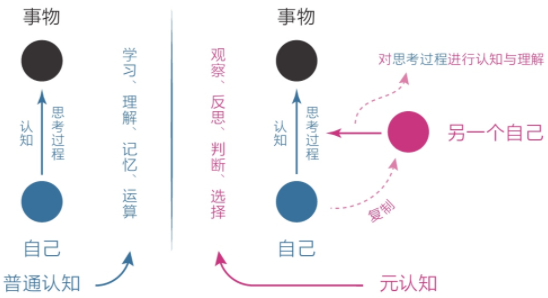 事物
认知
思考过程
自己
普通认知
学习、理解、记忆、运算
观察、反思、判断、选择
事物
认知
思考过程
自己
对思考过程进行认知与理解
另一个自己
复制
元认知